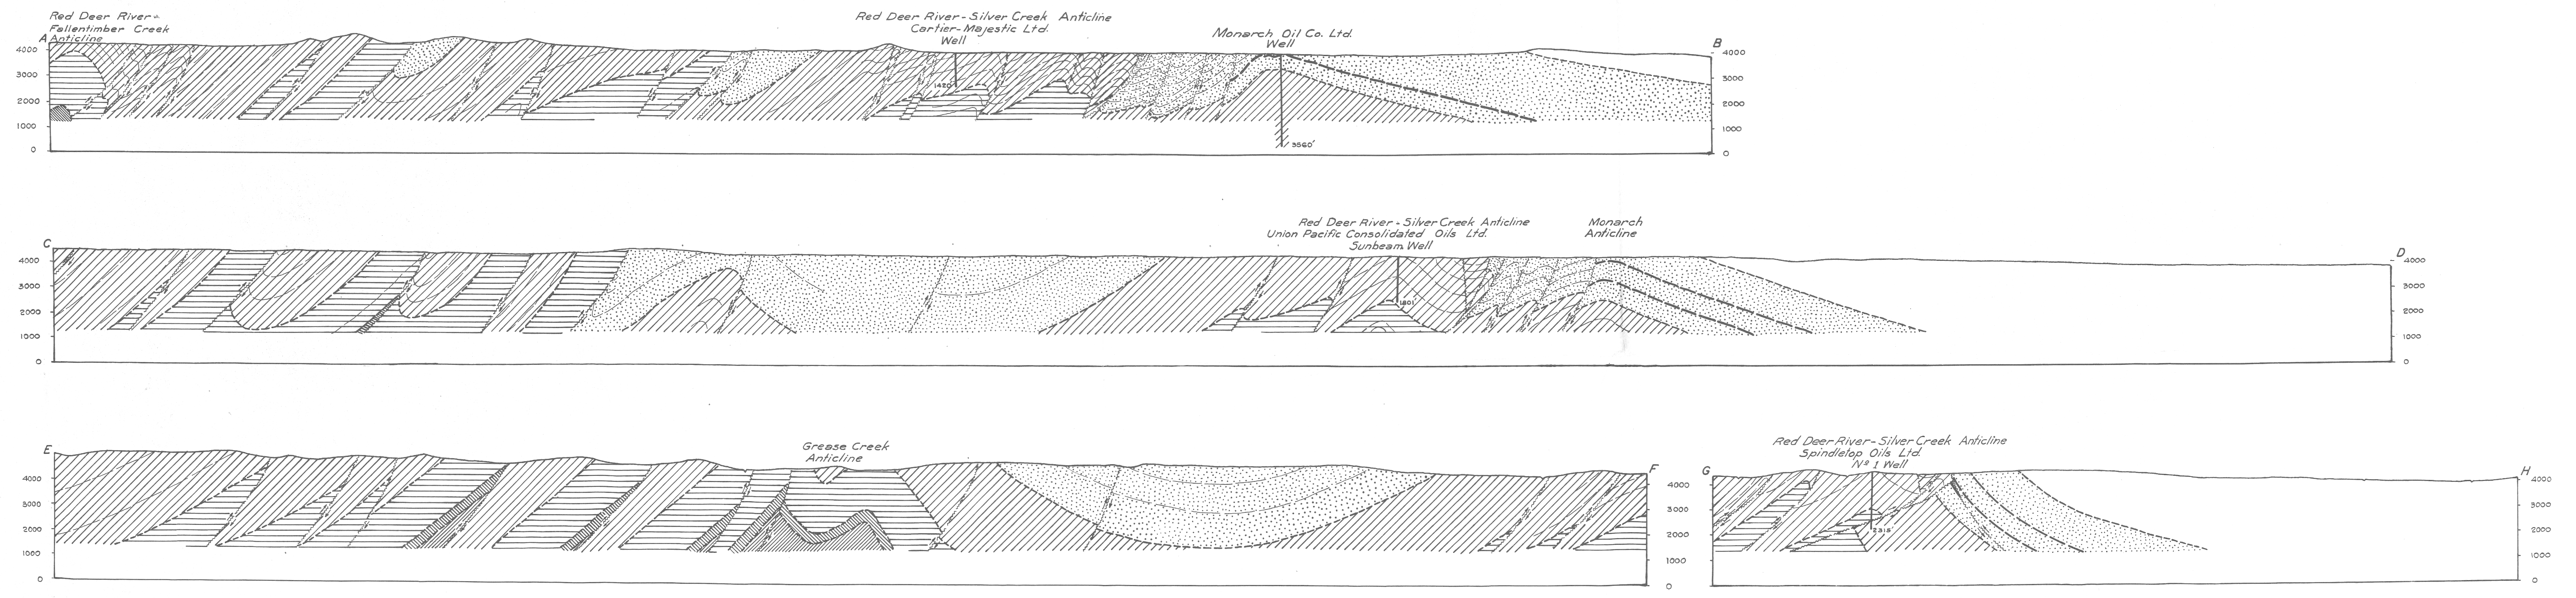 Red Deer River-
Fallentimber Creek
Anticline
A
Red Deer River-Silver Creek Anticline
Cartier-Majestic Ltd.
Well
Monarch Oil Co. Ltd.
Well
B
4000
3000
2000
1000
0
1420'
3560'
4000
3000
2000
1000
0
C
Red Deer River-Silver Creek Anticline
Union Pacific Consolidated Oils Ltd.
Sunbeam Well
Monarch
Anticline
D
4000
3000
2000
1000
0
1801
4000
3000
2000
1000
0
E
Grease Creek
Anticline
F
4000
3000
2000
1000
0
4000
3000
2000
1000
0
G
Red Deer River-Silver Creek Anticline
Spindletop Oils Ltd.
Nº 1 Well
H
2315'
4000
3000
2000
1000
0